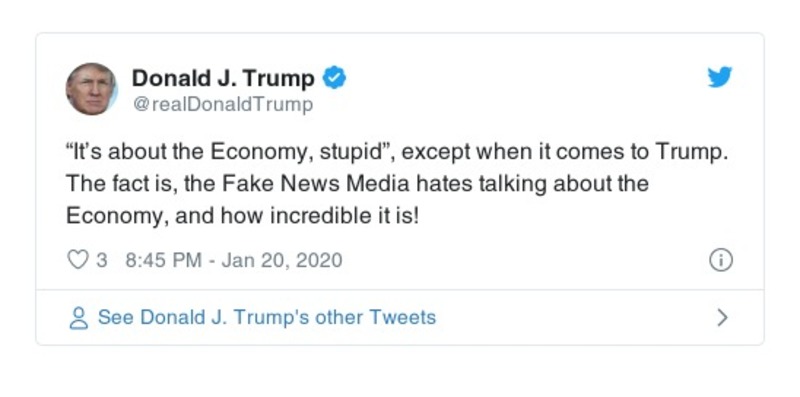 Donald J. Trump
@realDonaldTrump
“It’s about the Economy, stupid”, except when it comes to Trump.
The fact is, the Fake News Media hates talking about the
Economy, and how incredible it is!
3 8:45 PM - Jan 20, 2020
See Donald J. Trump's other Tweets